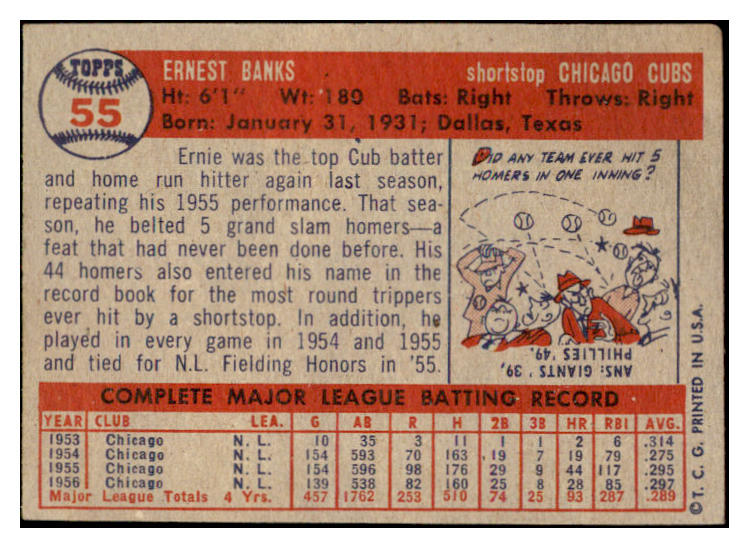 TOPPS
55
ERNEST BANKS shortstop CHICAGO CUBS
Ht: 6'1" Wt: 180 Bats: Right Throws: Right
Born: January 31, 1931; Dallas, Texas
Ernie was the top Cub batter
and home run hitter again last season,
repeating his 1955 performance. That sea-
son, he belted 5 grand slam homers—a
feat that had never been done before. His
44 homers also entered his name in the
record book for the most round trippers
ever hit by a shortstop. In addition, he
played in every game in 1954 and 1955
and tied for N.L. Fielding Honors in '55.
DID ANY TEAM EVER HIT 5
HOMERS IN ONE INNING?
ANS: GIANTS '39,
PHILLIES '49.
COMPLETE MAJOR LEAGUE BATTING RECORD
YEAR CLUB LEA. G AB R H 2B 3B HR RBI AVG.
1953 Chicago N. L. 10 35 3 11 1 1 2 6 .314
1954 Chicago N. L. 154 593 70 163 19 7 19 79 .275
1955 Chicago N. L. 154 596 98 176 29 9 44 117 .295
1956 Chicago N. L. 139 538 82 160 25 8 28 85 .297
Major League Totals 4 Yrs. 457 1762 253 510 74 25 93 287 .289
©T. C. G. PRINTED IN U.S.A.